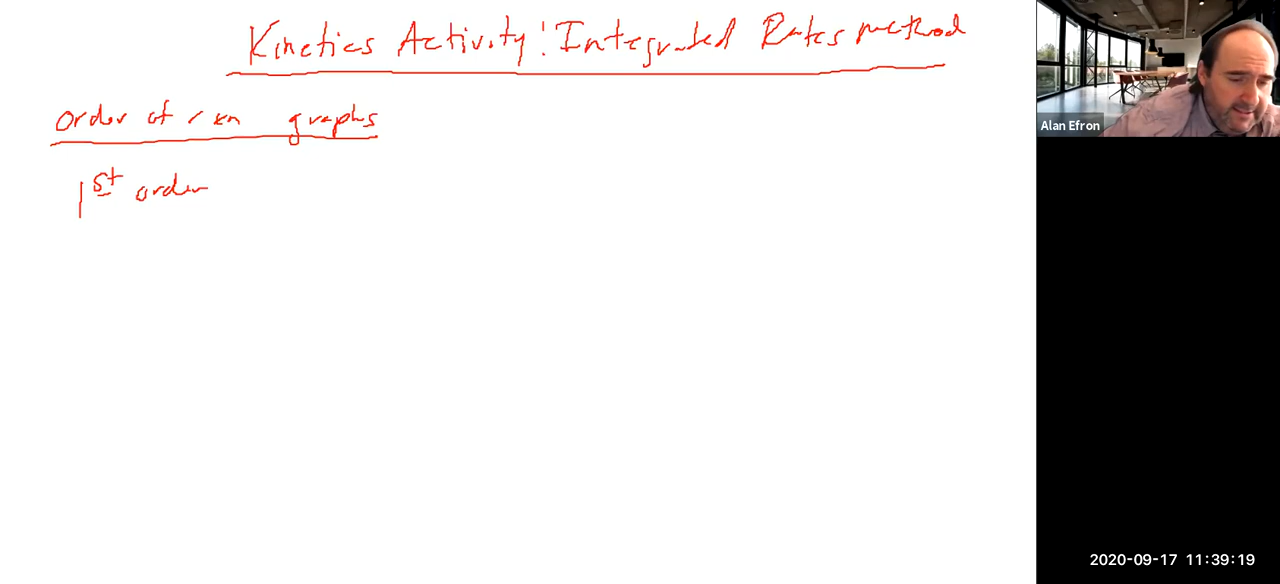 Kinetics Activity: Integrated Rates method
order of rxn graphs
1st order
Alan Efron
2020-09-17 11:39:19